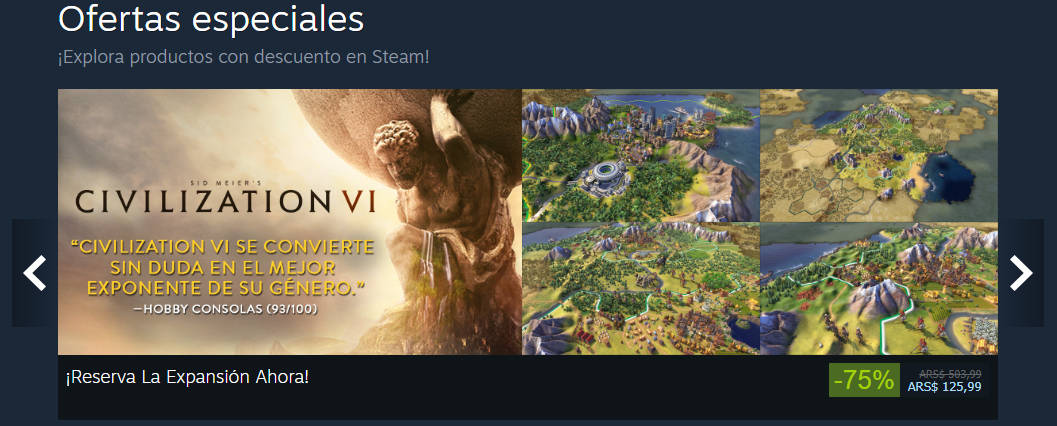 Ofertas especiales
¡Explora productos con descuento en Steam!
SID MEIER'S
CIVILIZATION VI
“CIVILIZATION VI SE CONVIERTE
SIN DUDA EN EL MEJOR
EXPONENTE DE SU GÉNERO.”
—HOBBY CONSOLAS (93/100)
¡Reserva La Expansión Ahora!
-75%
ARS$ 503,99
ARS$ 125,99